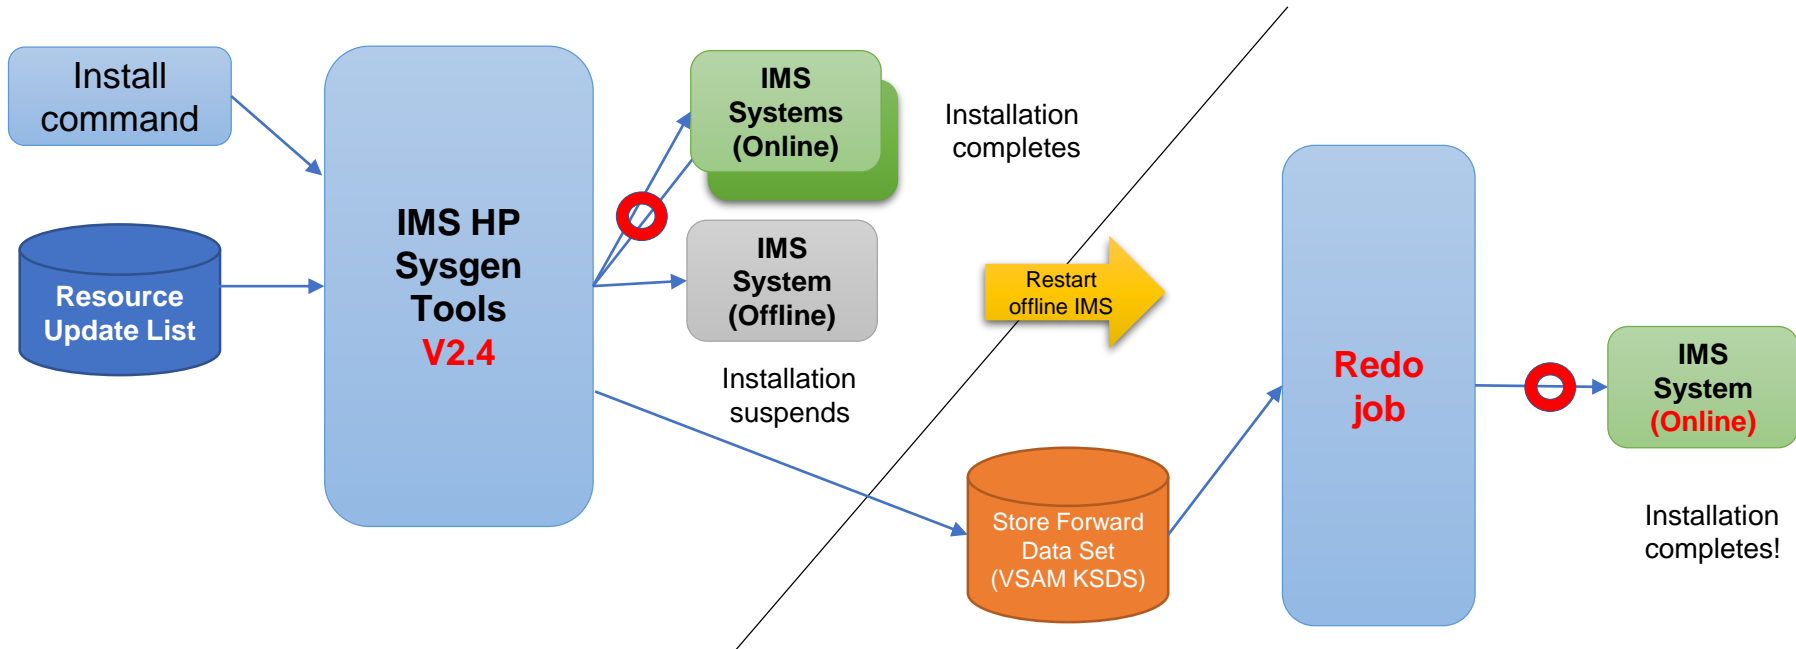 Install
command
Resource
Update List
IMS HP
Sysgen
Tools
V2.4
IMS
Systems
(Online)
Installation
completes
IMS
System
(Offline)
Installation
suspends
Restart
offline IMS
Store Forward
Data Set
(VSAM KSDS)
Redo
job
IMS
System
(Online)
Installation
completes!